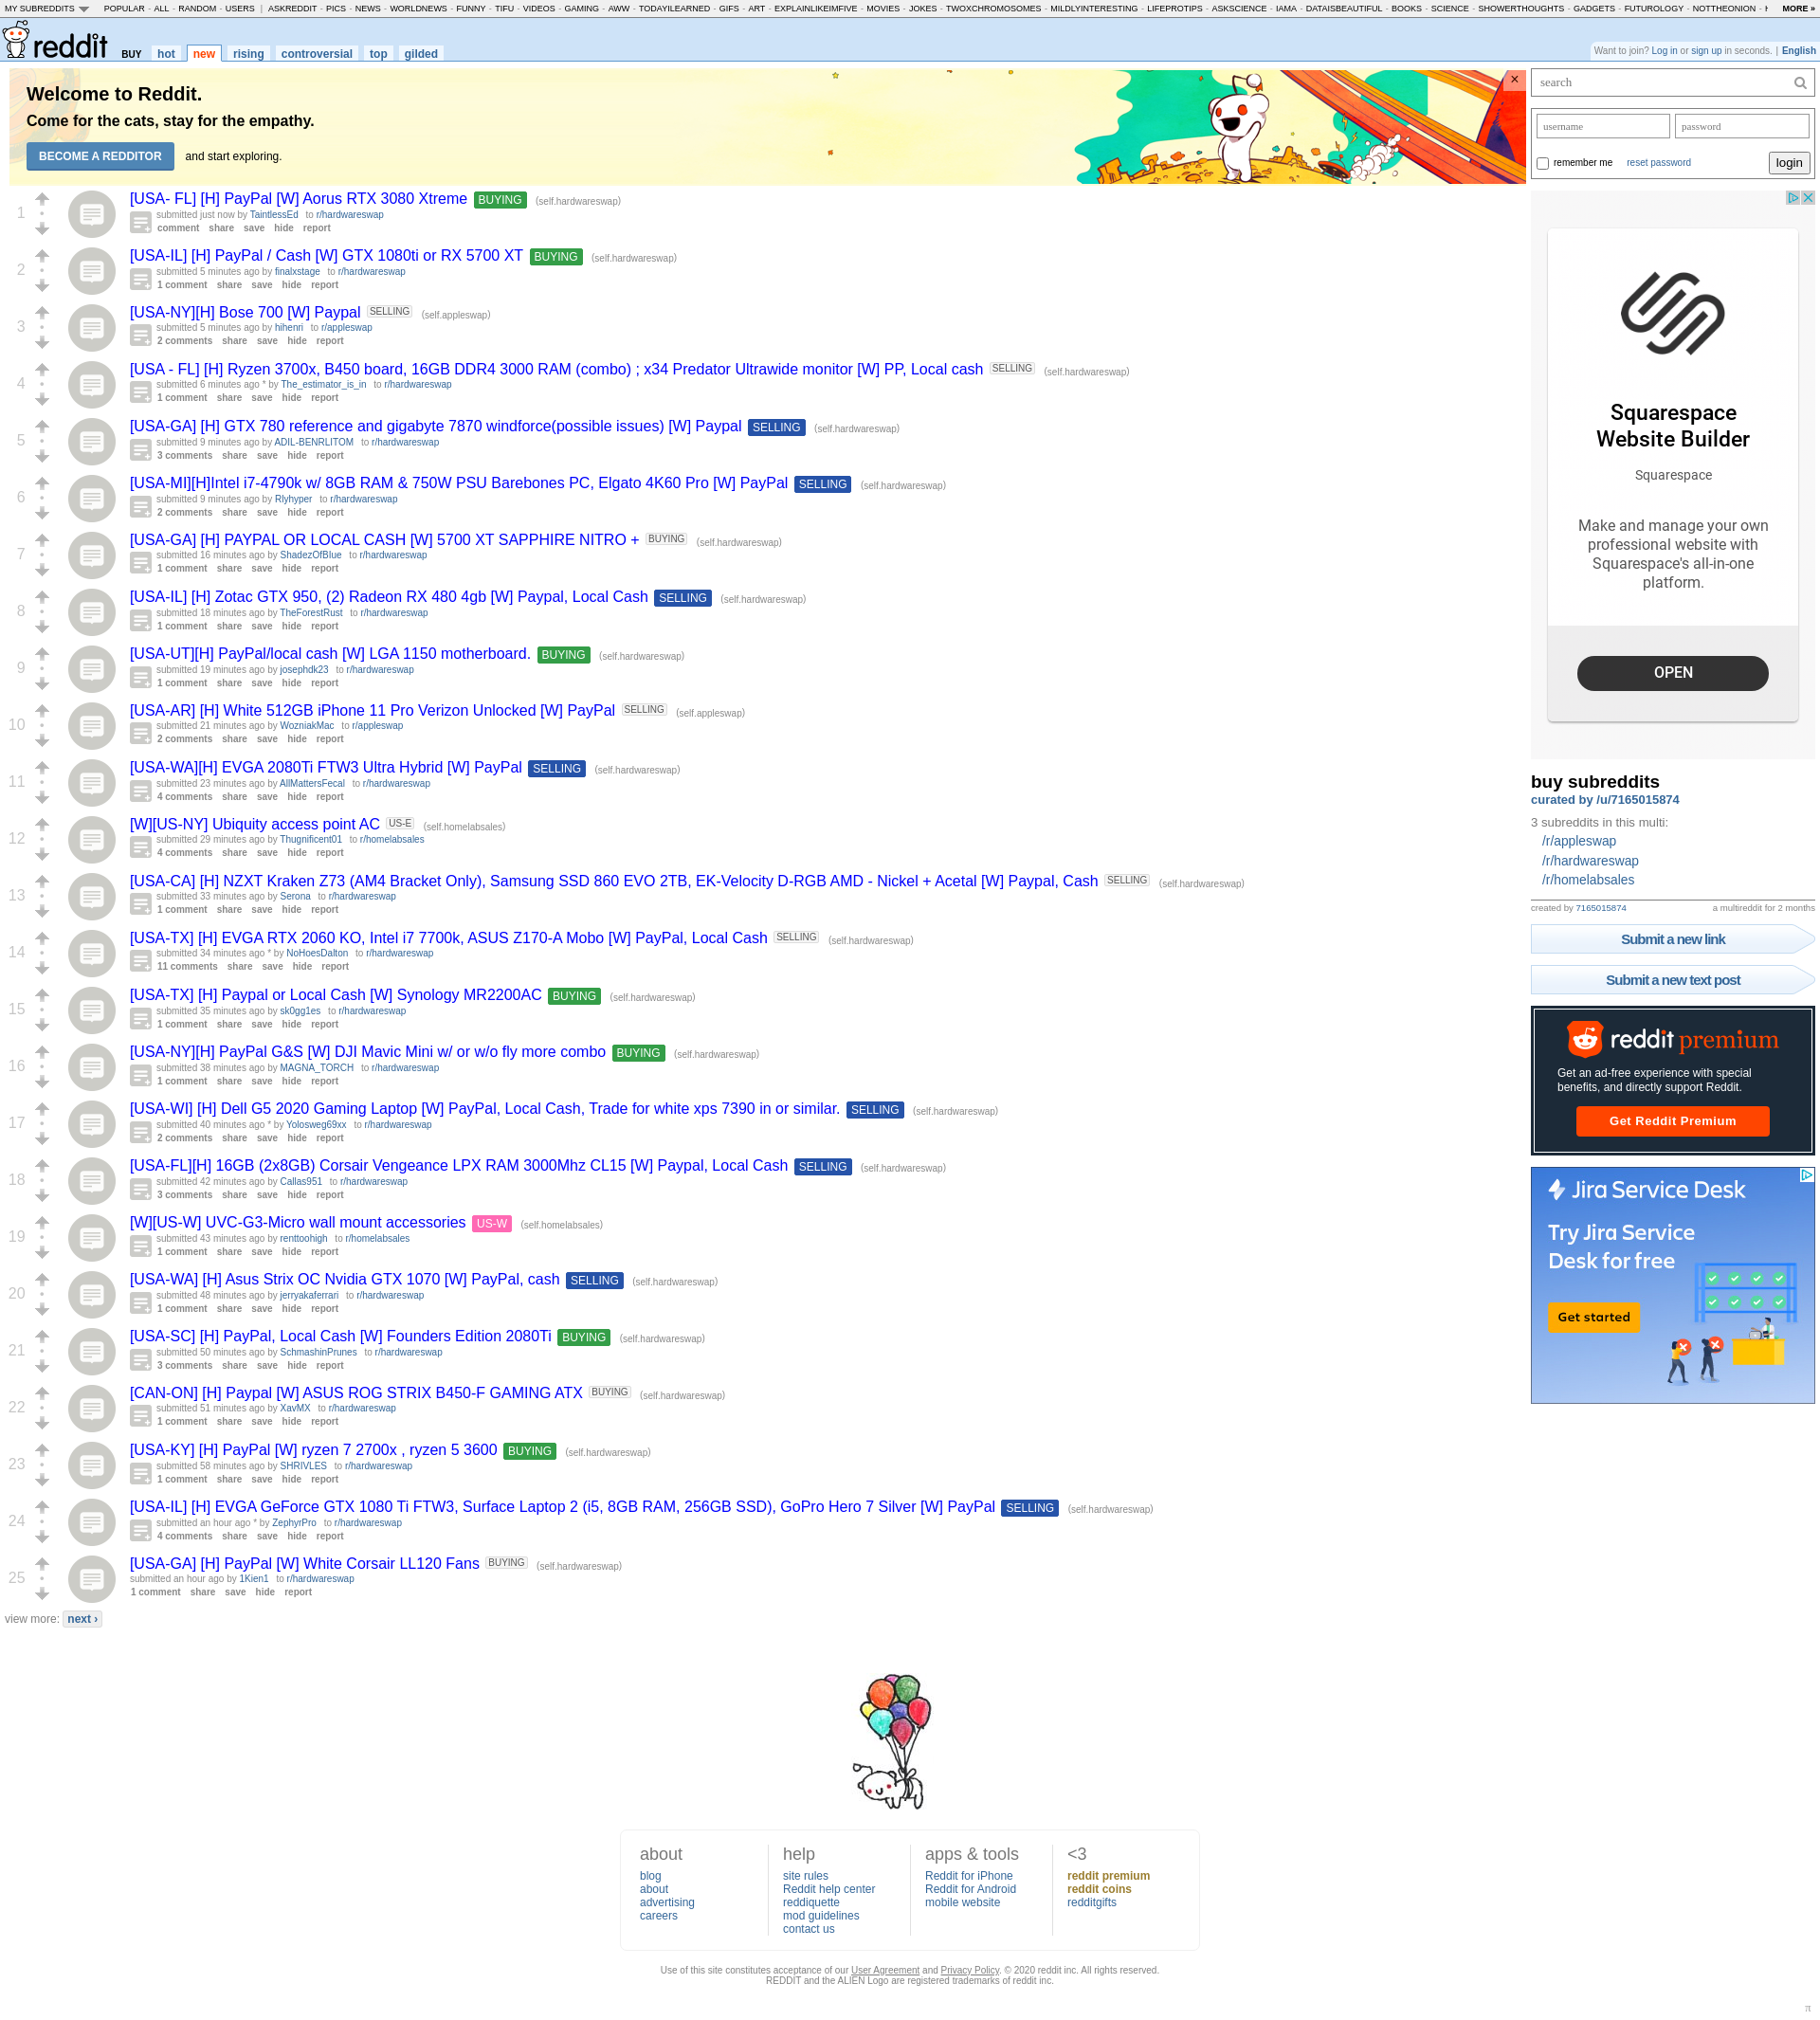 MY SUBREDDITS POPULAR - ALL - RANDOM - USERS | ASKREDDIT - PICS - NEWS - WORLDNEWS - FUNNY - TIFU - VIDEOS - GAMING - AWW - TODAYILEARNED - GIFS - ART - EXPLAINLIKEIMFIVE - MOVIES - JOKES - TWOXCHROMOSOMES - MILDLYINTERESTING - LIFEPROTIPS - ASKSCIENCE - IAMA - DATAISBEAUTIFUL - BOOKS - SCIENCE - SHOWERTHOUGHTS - GADGETS - FUTUROLOGY - NOTTHEONION - MORE »
reddit BUY hot new rising controversial top gilded
Want to join? Log in or sign up in seconds. | English
Welcome to Reddit.
Come for the cats, stay for the empathy.
BECOME A REDDITOR and start exploring.
×
1
[USA- FL] [H] PayPal [W] Aorus RTX 3080 Xtreme BUYING (self.hardwareswap)
submitted just now by TaintlessEd to r/hardwareswap
comment share save hide report
2
[USA-IL] [H] PayPal / Cash [W] GTX 1080ti or RX 5700 XT BUYING (self.hardwareswap)
submitted 5 minutes ago by finalxstage to r/hardwareswap
1 comment share save hide report
3
[USA-NY][H] Bose 700 [W] Paypal SELLING (self.appleswap)
submitted 5 minutes ago by hihenri to r/appleswap
2 comments share save hide report
4
[USA - FL] [H] Ryzen 3700x, B450 board, 16GB DDR4 3000 RAM (combo) ; x34 Predator Ultrawide monitor [W] PP, Local cash SELLING (self.hardwareswap)
submitted 6 minutes ago * by The_estimator_is_in to r/hardwareswap
1 comment share save hide report
5
[USA-GA] [H] GTX 780 reference and gigabyte 7870 windforce(possible issues) [W] Paypal SELLING (self.hardwareswap)
submitted 9 minutes ago by ADIL-BENRLITOM to r/hardwareswap
3 comments share save hide report
6
[USA-MI][H]Intel i7-4790k w/ 8GB RAM & 750W PSU Barebones PC, Elgato 4K60 Pro [W] PayPal SELLING (self.hardwareswap)
submitted 9 minutes ago by Rlyhyper to r/hardwareswap
2 comments share save hide report
7
[USA-GA] [H] PAYPAL OR LOCAL CASH [W] 5700 XT SAPPHIRE NITRO + BUYING (self.hardwareswap)
submitted 16 minutes ago by ShadezOfBlue to r/hardwareswap
1 comment share save hide report
8
[USA-IL] [H] Zotac GTX 950, (2) Radeon RX 480 4gb [W] Paypal, Local Cash SELLING (self.hardwareswap)
submitted 18 minutes ago by TheForestRust to r/hardwareswap
1 comment share save hide report
9
[USA-UT][H] PayPal/local cash [W] LGA 1150 motherboard. BUYING (self.hardwareswap)
submitted 19 minutes ago by josephdk23 to r/hardwareswap
1 comment share save hide report
10
[USA-AR] [H] White 512GB iPhone 11 Pro Verizon Unlocked [W] PayPal SELLING (self.appleswap)
submitted 21 minutes ago by WozniakMac to r/appleswap
2 comments share save hide report
11
[USA-WA][H] EVGA 2080Ti FTW3 Ultra Hybrid [W] PayPal SELLING (self.hardwareswap)
submitted 23 minutes ago by AllMattersFecal to r/hardwareswap
4 comments share save hide report
12
[W][US-NY] Ubiquity access point AC US-E (self.homelabsales)
submitted 29 minutes ago by Thugnificent01 to r/homelabsales
4 comments share save hide report
13
[USA-CA] [H] NZXT Kraken Z73 (AM4 Bracket Only), Samsung SSD 860 EVO 2TB, EK-Velocity D-RGB AMD - Nickel + Acetal [W] Paypal, Cash SELLING (self.hardwareswap)
submitted 33 minutes ago by Serona to r/hardwareswap
1 comment share save hide report
14
[USA-TX] [H] EVGA RTX 2060 KO, Intel i7 7700k, ASUS Z170-A Mobo [W] PayPal, Local Cash SELLING (self.hardwareswap)
submitted 34 minutes ago * by NoHoesDalton to r/hardwareswap
11 comments share save hide report
15
[USA-TX] [H] Paypal or Local Cash [W] Synology MR2200AC BUYING (self.hardwareswap)
submitted 35 minutes ago by sk0gg1es to r/hardwareswap
1 comment share save hide report
16
[USA-NY][H] PayPal G&S [W] DJI Mavic Mini w/ or w/o fly more combo BUYING (self.hardwareswap)
submitted 38 minutes ago by MAGNA_TORCH to r/hardwareswap
1 comment share save hide report
17
[USA-WI] [H] Dell G5 2020 Gaming Laptop [W] PayPal, Local Cash, Trade for white xps 7390 in or similar. SELLING (self.hardwareswap)
submitted 40 minutes ago * by Yolosweg69xx to r/hardwareswap
2 comments share save hide report
18
[USA-FL][H] 16GB (2x8GB) Corsair Vengeance LPX RAM 3000Mhz CL15 [W] Paypal, Local Cash SELLING (self.hardwareswap)
submitted 42 minutes ago by Callas951 to r/hardwareswap
3 comments share save hide report
19
[W][US-W] UVC-G3-Micro wall mount accessories US-W (self.homelabsales)
submitted 43 minutes ago by renttoohigh to r/homelabsales
1 comment share save hide report
20
[USA-WA] [H] Asus Strix OC Nvidia GTX 1070 [W] PayPal, cash SELLING (self.hardwareswap)
submitted 48 minutes ago by jerryakaferrari to r/hardwareswap
1 comment share save hide report
21
[USA-SC] [H] PayPal, Local Cash [W] Founders Edition 2080Ti BUYING (self.hardwareswap)
submitted 50 minutes ago by SchmashinPrunes to r/hardwareswap
3 comments share save hide report
22
[CAN-ON] [H] Paypal [W] ASUS ROG STRIX B450-F GAMING ATX BUYING (self.hardwareswap)
submitted 51 minutes ago by XavMX to r/hardwareswap
1 comment share save hide report
23
[USA-KY] [H] PayPal [W] ryzen 7 2700x , ryzen 5 3600 BUYING (self.hardwareswap)
submitted 58 minutes ago by SHRIVLES to r/hardwareswap
1 comment share save hide report
24
[USA-IL] [H] EVGA GeForce GTX 1080 Ti FTW3, Surface Laptop 2 (i5, 8GB RAM, 256GB SSD), GoPro Hero 7 Silver [W] PayPal SELLING (self.hardwareswap)
submitted an hour ago * by ZephyrPro to r/hardwareswap
4 comments share save hide report
25
[USA-GA] [H] PayPal [W] White Corsair LL120 Fans BUYING (self.hardwareswap)
submitted an hour ago by 1Kien1 to r/hardwareswap
1 comment share save hide report
view more: next ›
search
username password
remember me reset password login
Squarespace
Website Builder
Squarespace
Make and manage your own
professional website with
Squarespace's all-in-one
platform.
OPEN
buy subreddits
curated by /u/7165015874
3 subreddits in this multi:
/r/appleswap
/r/hardwareswap
/r/homelabsales
created by 7165015874 a multireddit for 2 months
Submit a new link
Submit a new text post
reddit premium
Get an ad-free experience with special
benefits, and directly support Reddit.
Get Reddit Premium
Jira Service Desk
Try Jira Service
Desk for free
Get started
about
blog
about
advertising
careers
help
site rules
Reddit help center
reddiquette
mod guidelines
contact us
apps & tools
Reddit for iPhone
Reddit for Android
mobile website
<3
reddit premium
reddit coins
redditgifts
Use of this site constitutes acceptance of our User Agreement and Privacy Policy. © 2020 reddit inc. All rights reserved.
REDDIT and the ALIEN Logo are registered trademarks of reddit inc.
π